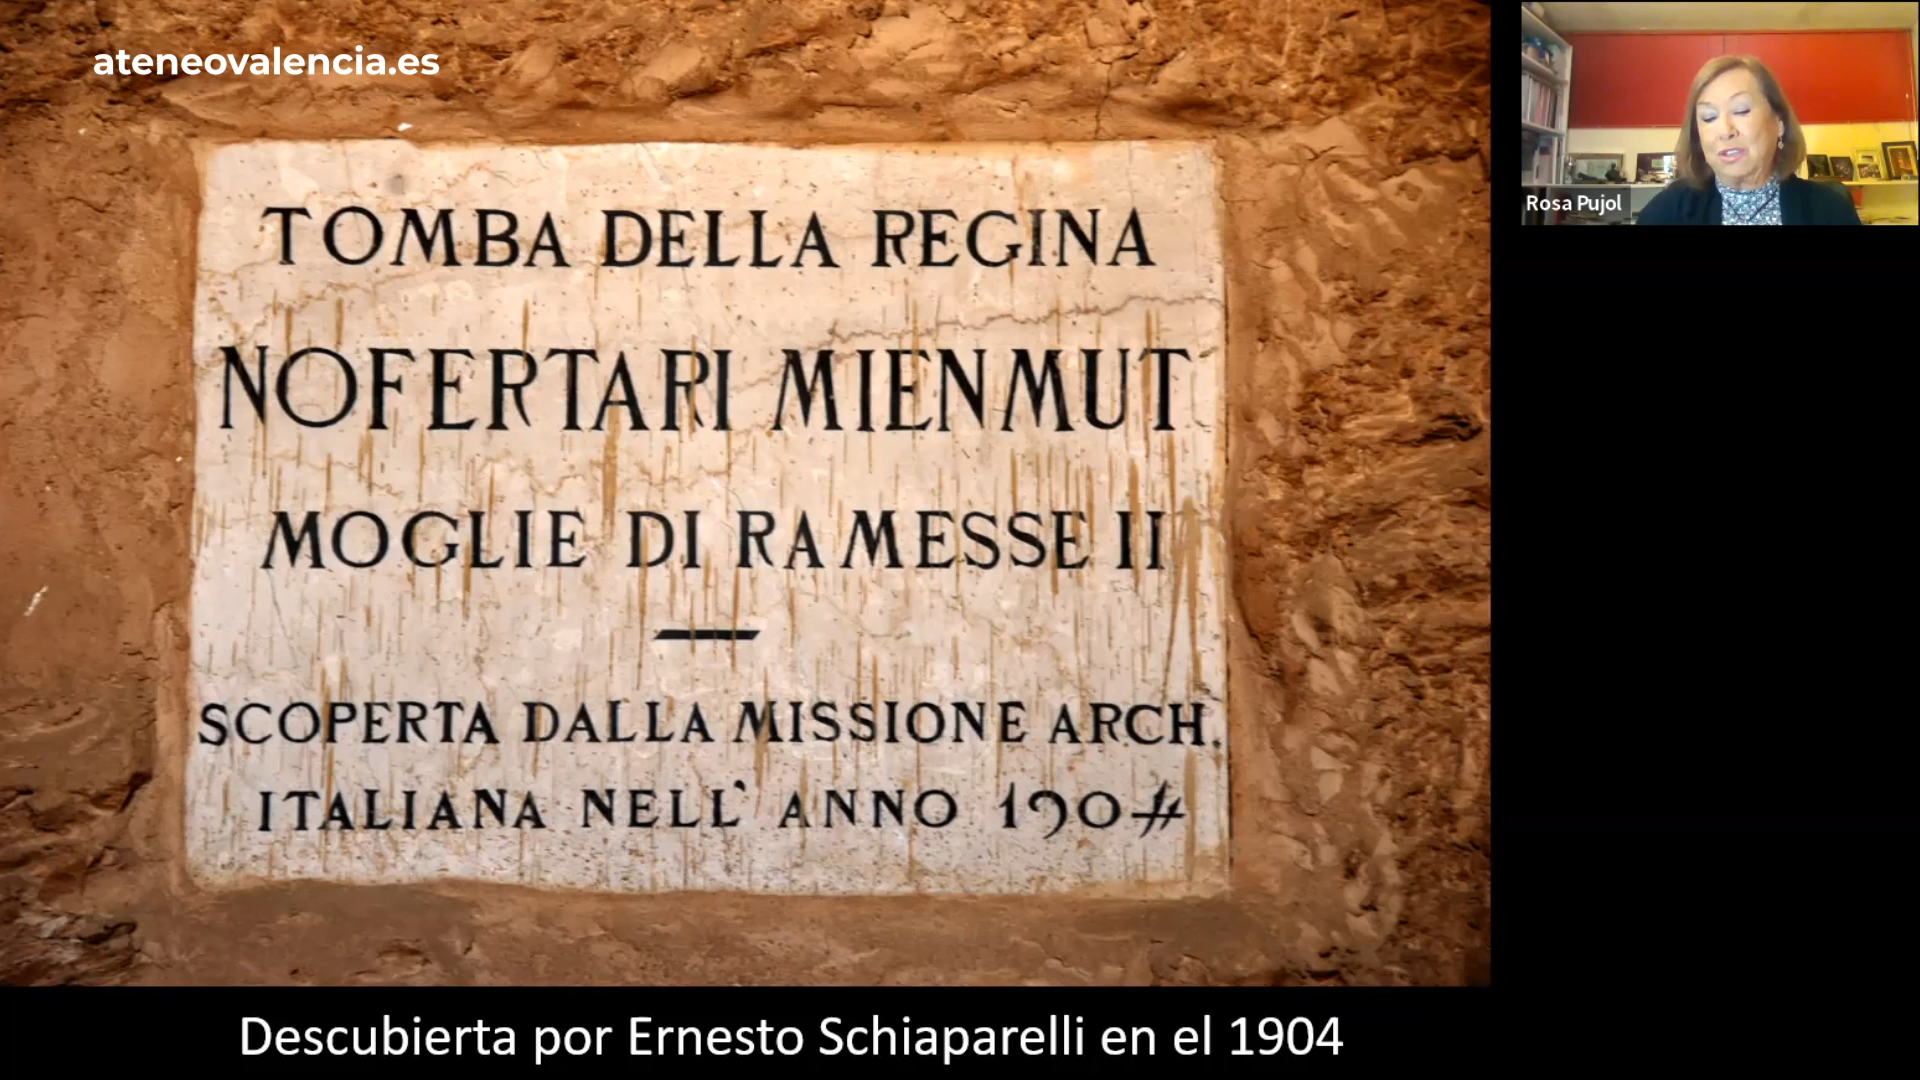 ateneovalencia.es
TOMBA DELLA REGINA
NOFERTARI MIENMUT
MOGLIE DI RAMESSE II
SCOPERTA DALLA MISSIONE ARCH.
ITALIANA NELL' ANNO 1904
Descubierta por Ernesto Schiaparelli en el 1904
Rosa Pujol